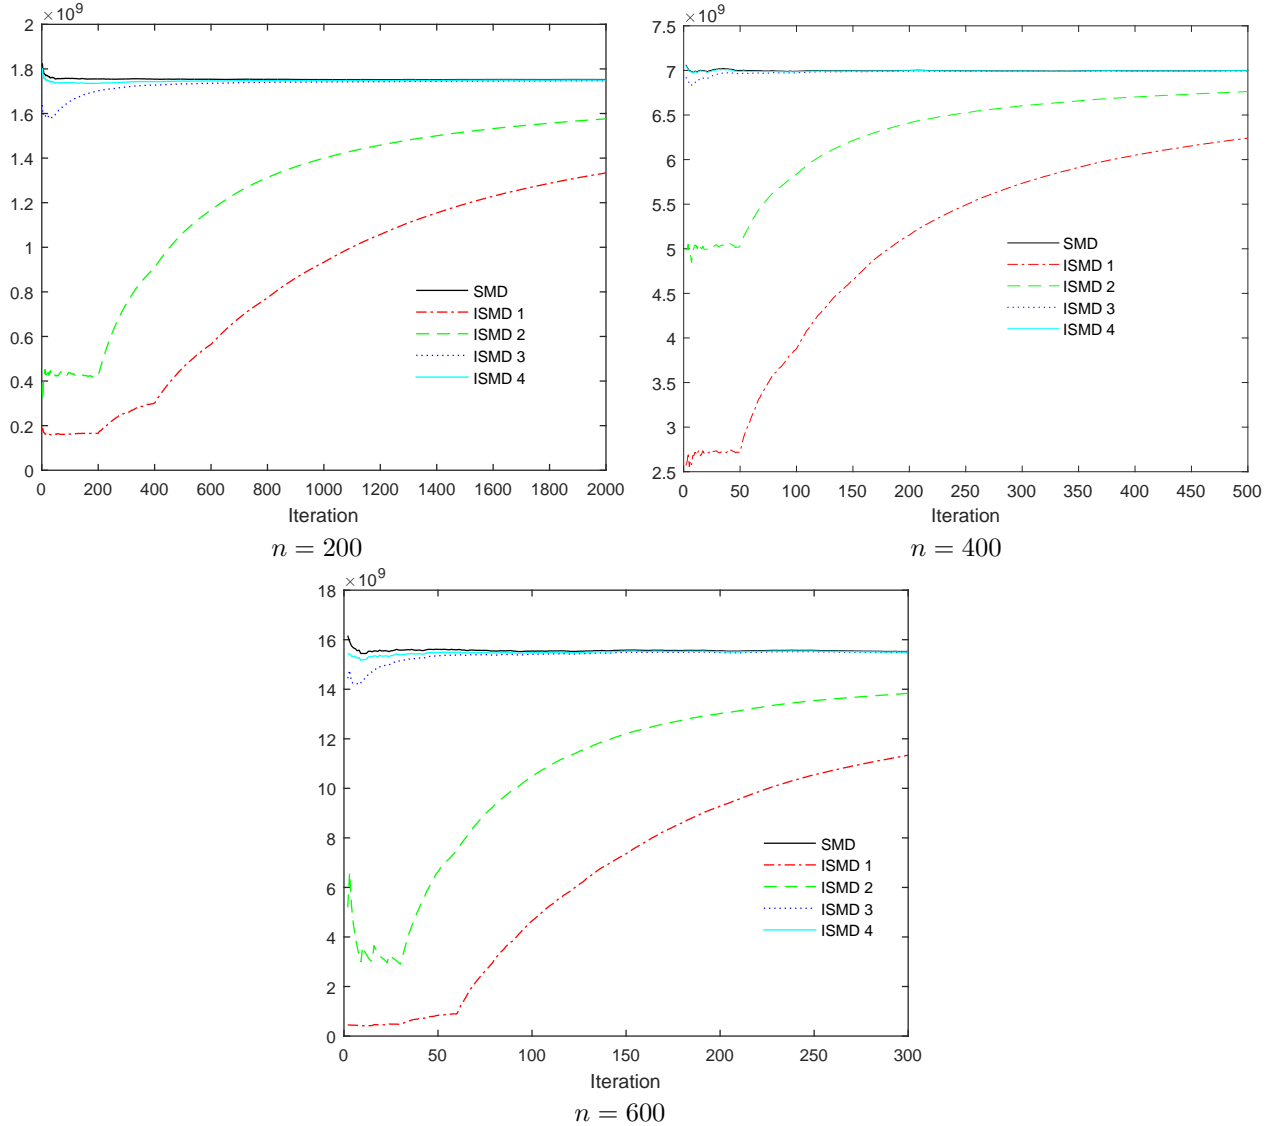 ×10^9
2
1.8
1.6
1.4
1.2
1
0.8
0.6
0.4
0.2
0
0 200 400 600 800 1000 1200 1400 1600 1800 2000
Iteration
SMD
ISMD 1
ISMD 2
ISMD 3
ISMD 4
n = 200
×10^9
7.5
7
6.5
6
5.5
5
4.5
4
3.5
3
2.5
0 50 100 150 200 250 300 350 400 450 500
Iteration
SMD
ISMD 1
ISMD 2
ISMD 3
ISMD 4
n = 400
×10^9
18
16
14
12
10
8
6
4
2
0
0 50 100 150 200 250 300
Iteration
SMD
ISMD 1
ISMD 2
ISMD 3
ISMD 4
n = 600